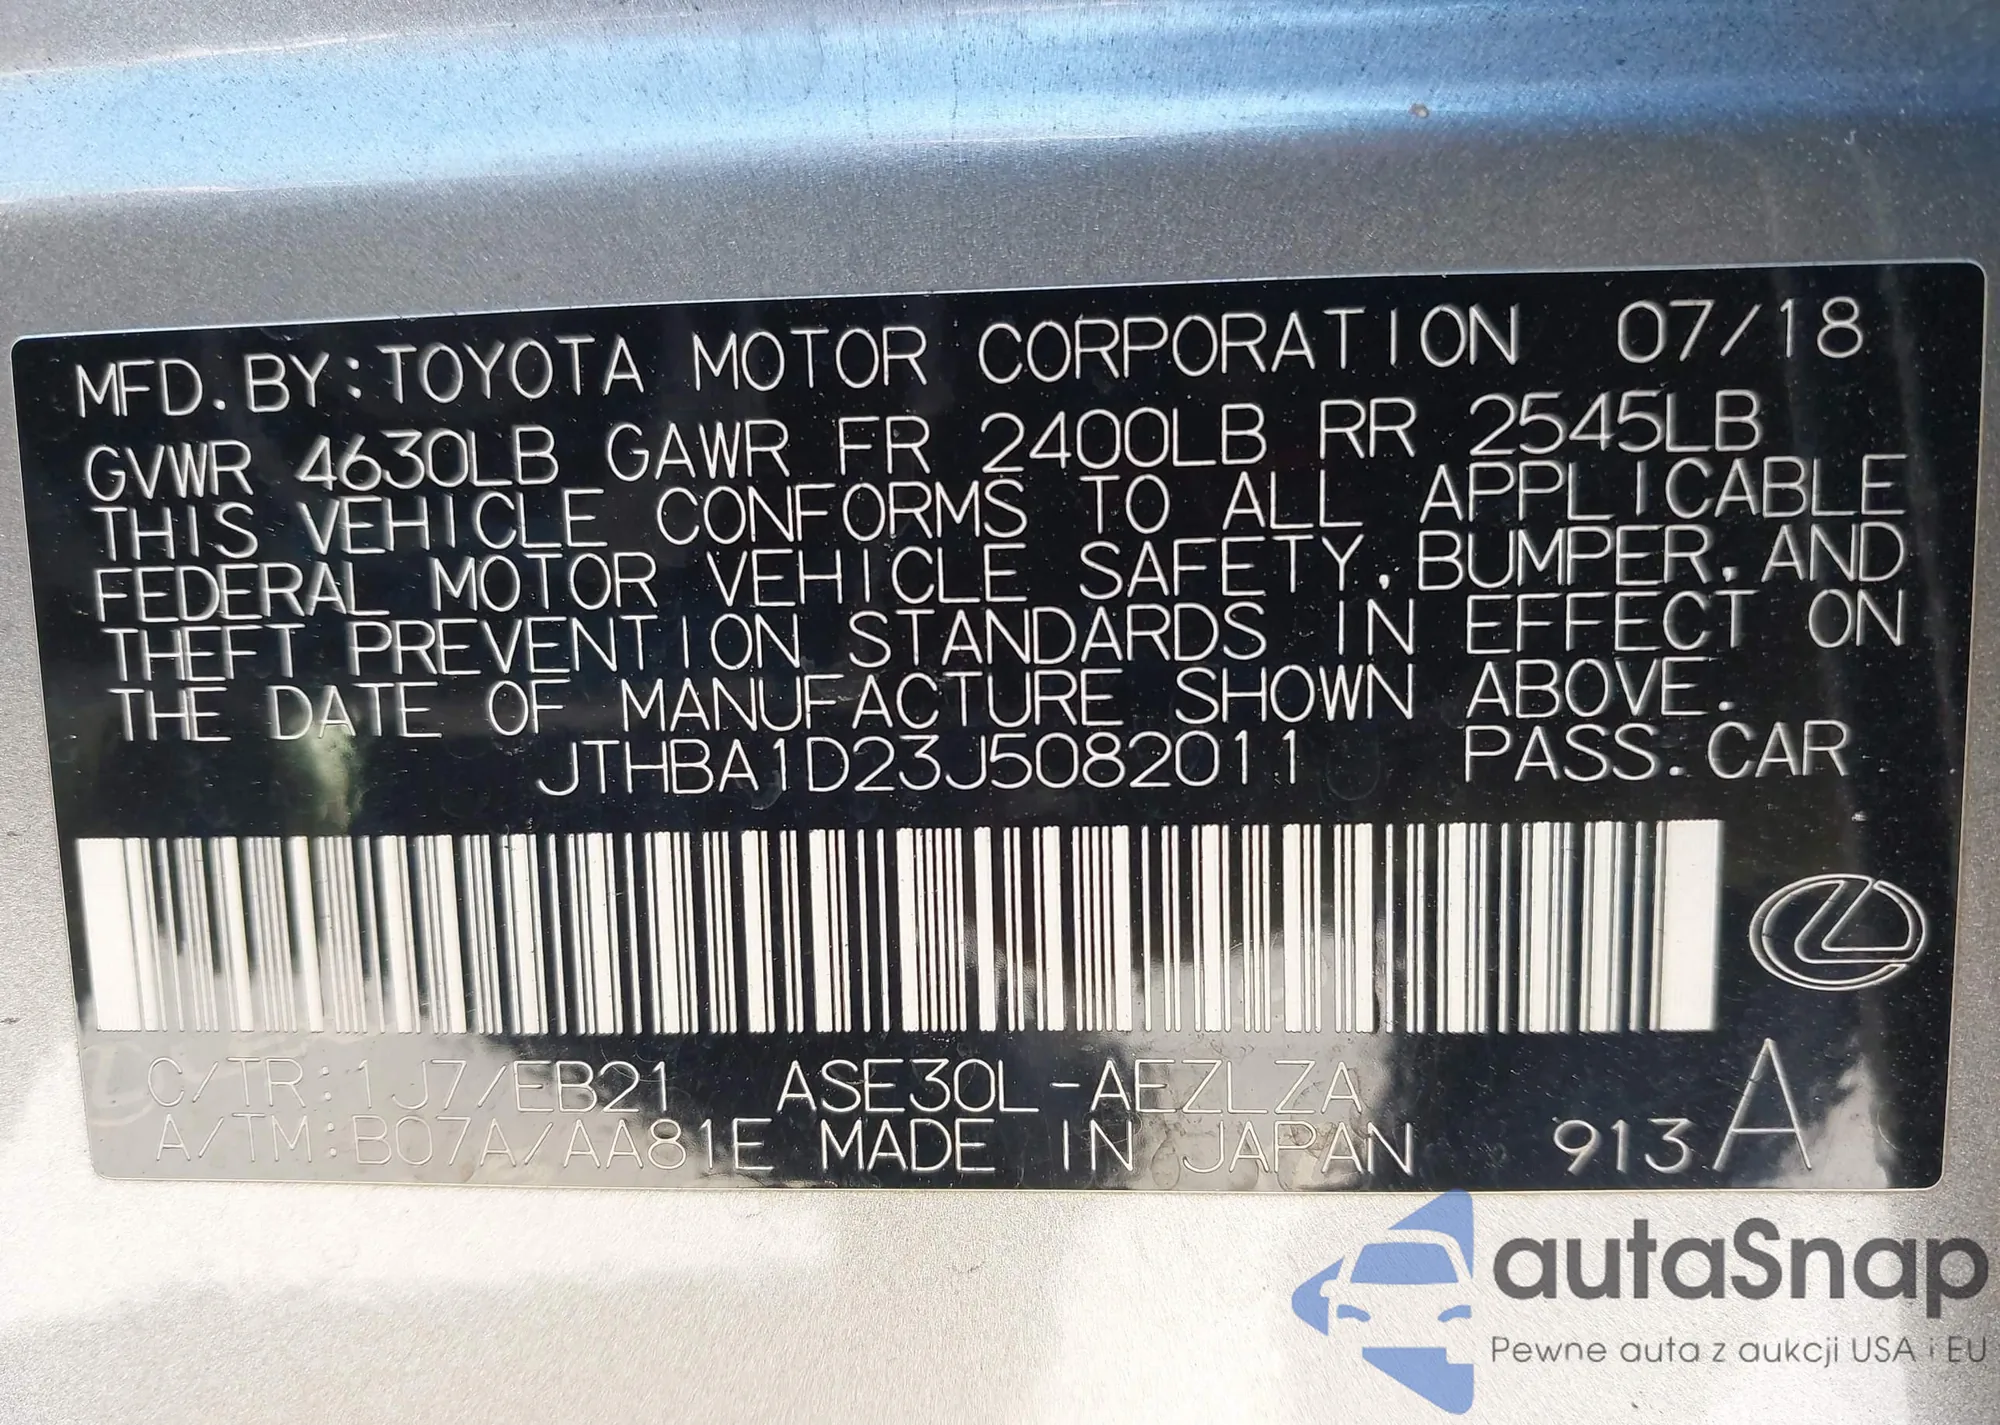 MFD. BY: TOYOTA MOTOR CORPORATION 07/18
GVWR 4630LB GAWR FR 2400LB RR 2545LB
THIS VEHICLE CONFORMS TO ALL APPLICABLE
FEDERAL MOTOR VEHICLE SAFETY, BUMPER, AND
THEFT PREVENTION STANDARDS IN EFFECT ON
THE DATE OF MANUFACTURE SHOWN ABOVE.
JTHBA1D23J5082011 PASS. CAR
C/TR: 1J7/EB21 ASE30L-AEZLZA
A/TM: B07A/AA81E MADE IN JAPAN 913 A
autaSnap
Pewne auta z aukcji USA i EU